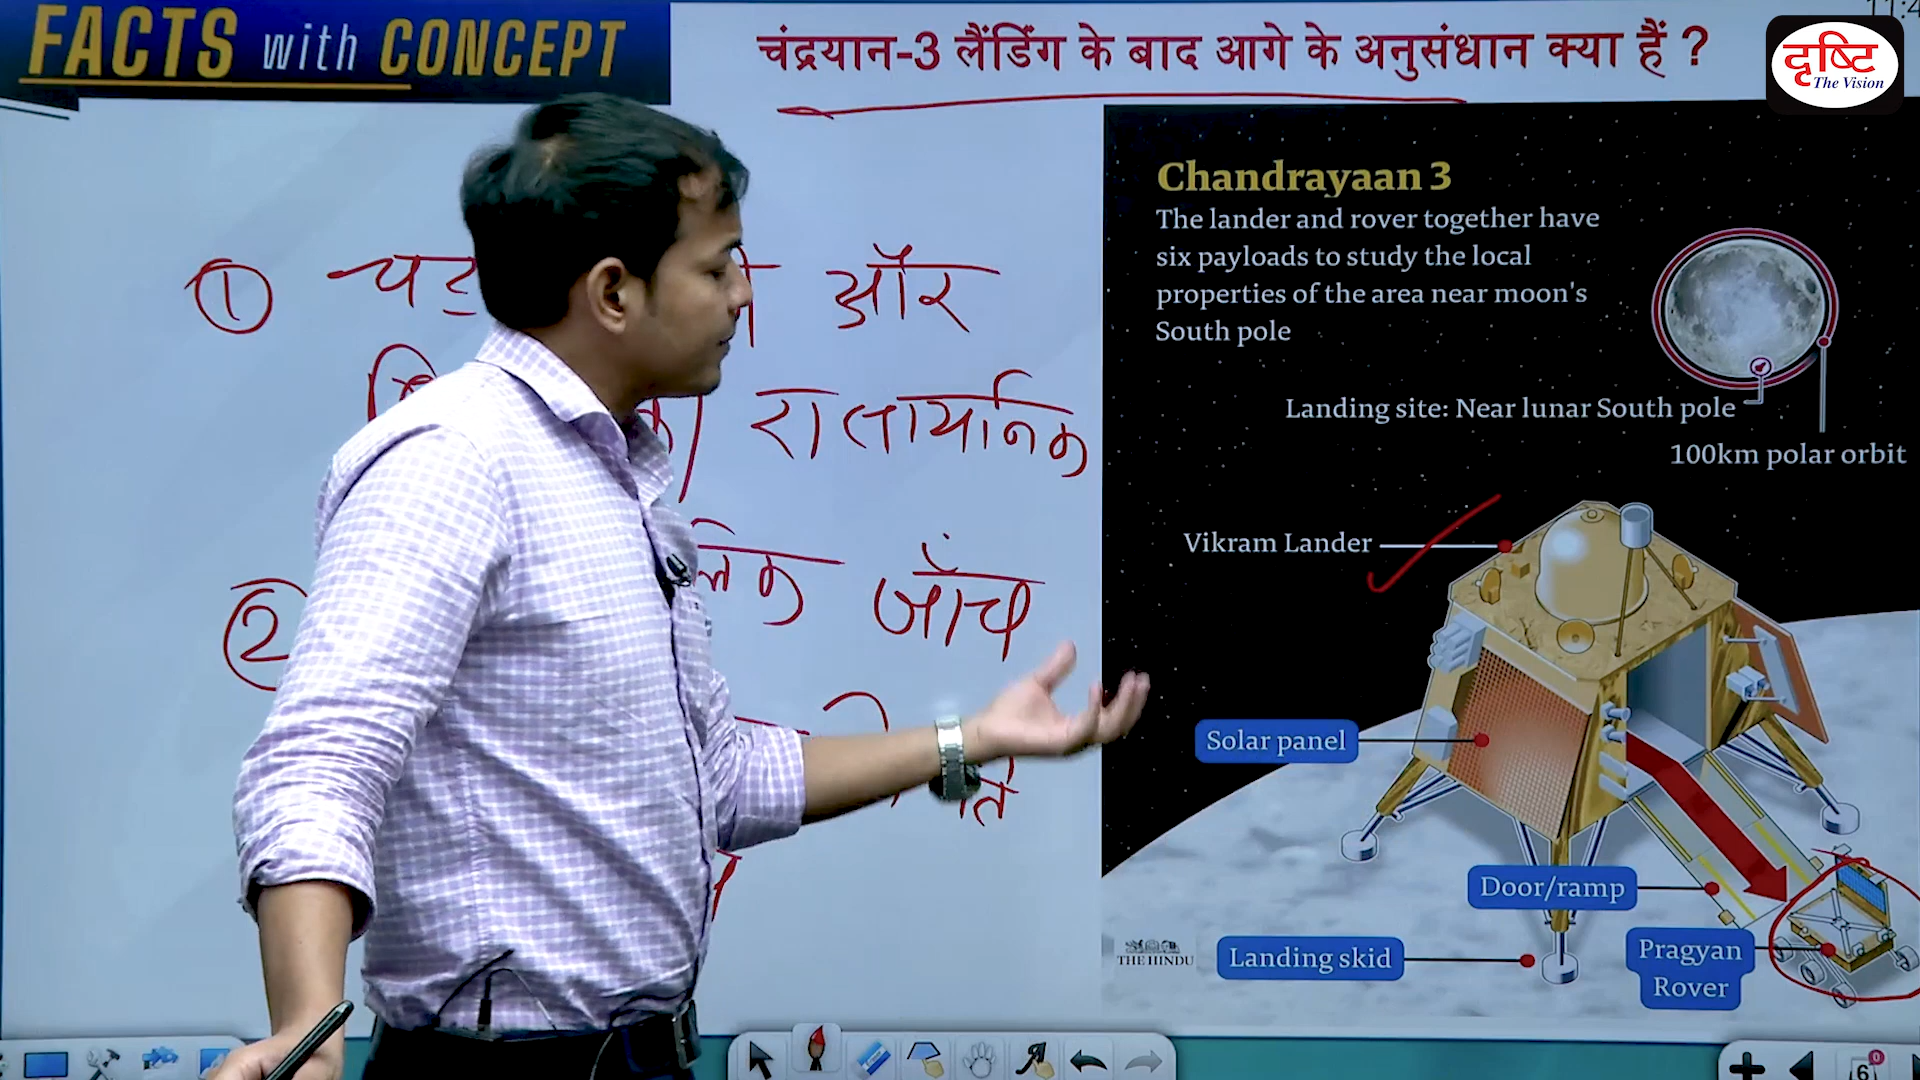 FACTS with CONCEPT
चंद्रयान-3 लैंडिंग के बाद आगे के अनुसंधान क्या हैं ?
दृष्टि
The Vision
Chandrayaan 3
The lander and rover together have
six payloads to study the local
properties of the area near moon's
South pole
Landing site: Near lunar South pole
100km polar orbit
① और
रासायनिक
② जाँच
Vikram Lander
Solar panel
Door/ramp
Landing skid
Pragyan
Rover
THE HINDU
6
0